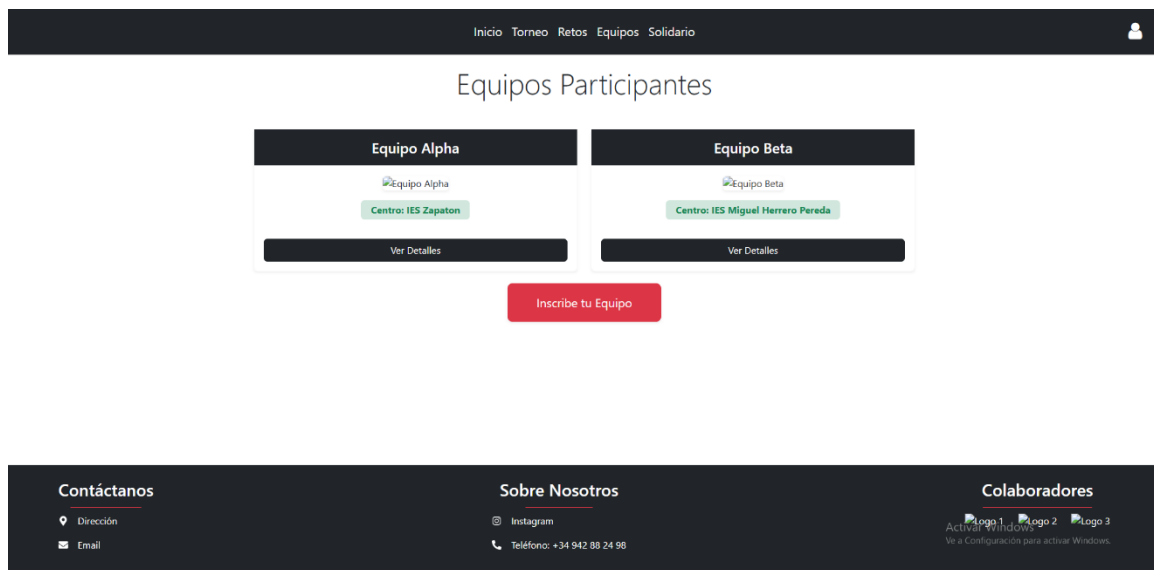 Inicio Torneo Retos Equipos Solidario
Equipos Participantes
Equipo Alpha
Equipo Alpha
Centro: IES Zapaton
Ver Detalles
Equipo Beta
Equipo Beta
Centro: IES Miguel Herrero Pereda
Ver Detalles
Inscribe tu Equipo
Contáctanos
Dirección
Email
Sobre Nosotros
Instagram
Teléfono: +34 942 88 24 98
Colaboradores
Logo 1 Logo 2 Logo 3
Activar Windows
Ve a Configuración para activar Windows.